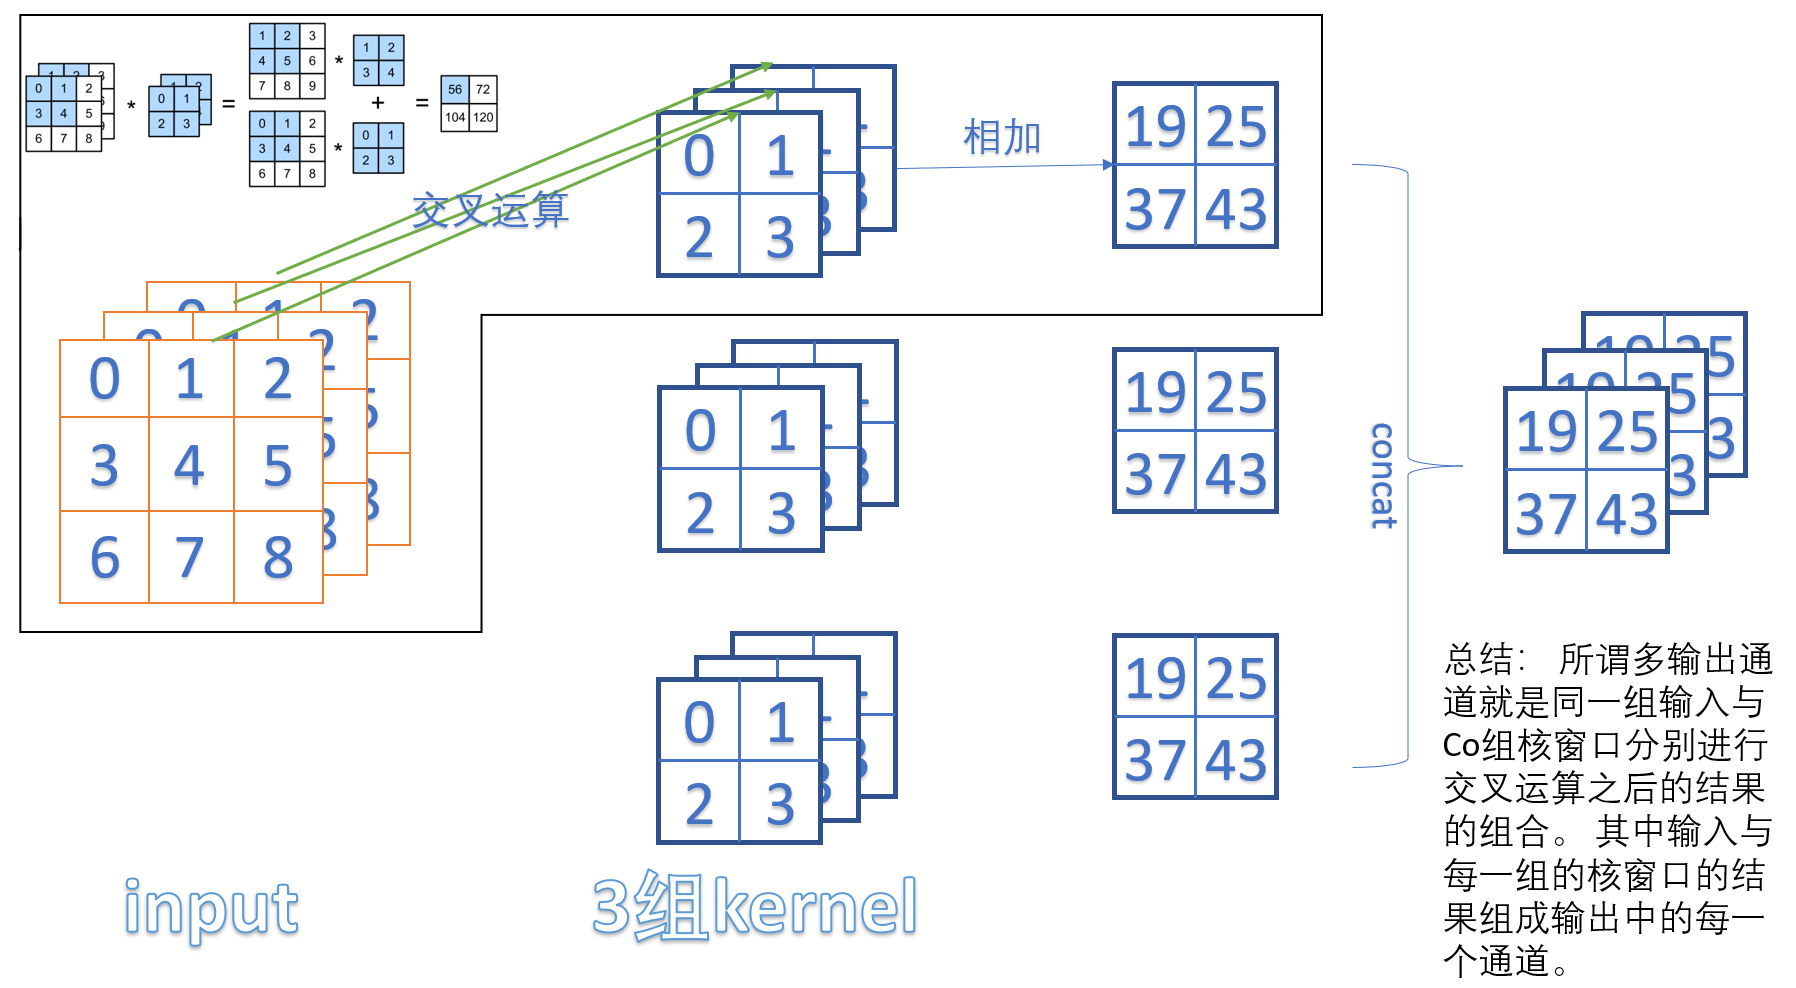 1 2 3
4 5 6
7 8 9
*
1 2
3 4
+
0 1 2
3 4 5
6 7 8
*
0 1
2 3
0 1 2
3 4 5
6 7 8
*
0 1
2 3
=
=
56 72
104 120
交叉运算
0 1
2 3
相加
19 25
37 43
0 1 2
3 4 5
6 7 8
0 1
2 3
19 25
37 43
0 1
2 3
19 25
37 43
concat
19 25
37 43
input
3组kernel
总结： 所谓多输出通
道就是同一组输入与
Co组核窗口分别进行
交叉运算之后的结果
的组合。 其中输入与
每一组的核窗口的结
果组成输出中的每一
个通道。